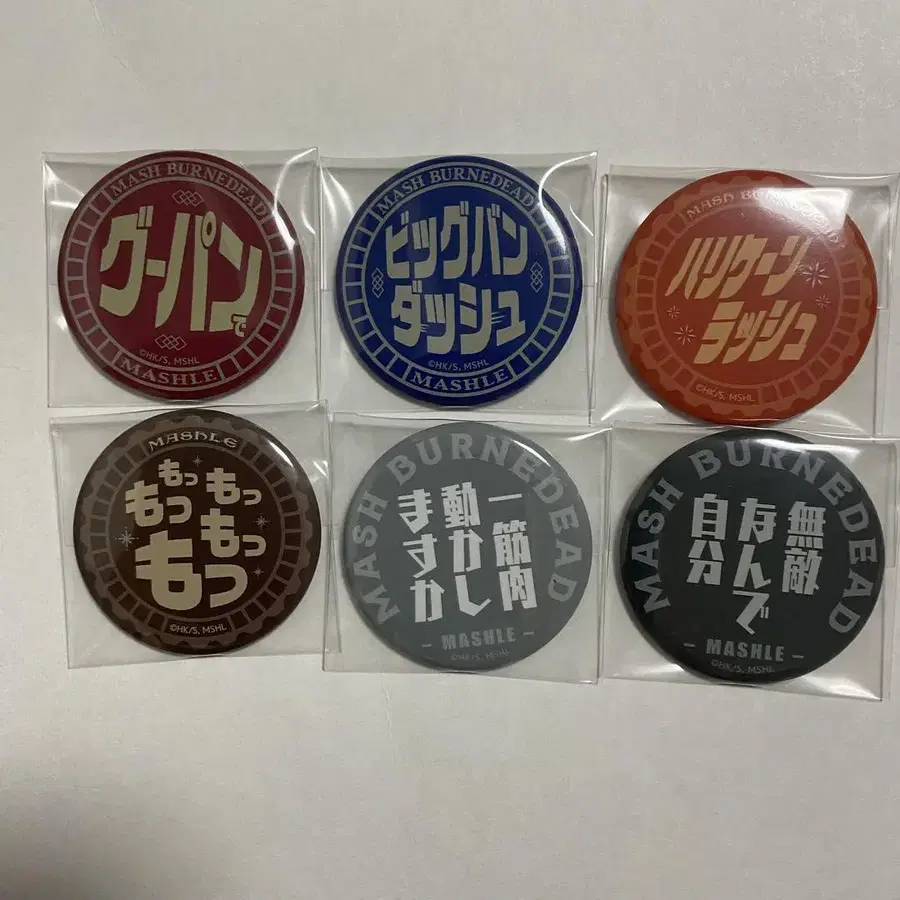 MASH BURNEDEAD
グーパンで
©HK/S, MSHL
MASHLE
MASH BURNEDEAD
ビッグバン
ダッシュ
©HK/S, MSHL
MASHLE
MASH
ハリケーン
ラッシュ
©HK/S, MSHL
MASHLE
もっ
もっ
もっ
もっ
もっ
©HK/S, MSHL
MASH BURNEDEAD
一筋肉
動かし
ますか
- MASHLE -
©HK/S, MSHL
MASH BURNEDEAD
無敵
なんで
自分
- MASHLE -
©HK/S, MSHL